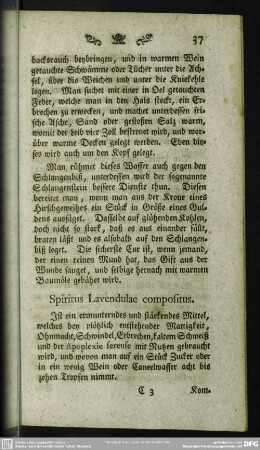 37
backsrauch beybringen, und in warmen Wein
getauchte Schwämme oder Tücher unter die Ach-
sel, über die Weichen und unter die Kniekehle
legen. Man suchet mit einer in Oel getauchten
Feder, welche man in den Hals steckt, ein Er-
brechen zu erwecken, und machet unterdessen fri-
sche Asche, Sand oder gestoßen Salz warm,
womit der Leib vier Zoll bestreuet wird, und wor-
über warme Decken gelegt werden. Eben die-
ses wird auch um den Kopf gelegt.
Man rühmet dieses Wasser auch gegen den
Schlangenbiß, unterdessen wird der sogenannte
Schlangenstein bessere Dienste thun. Diesen
bereitet man, wenn man aus der Krone eines
Hirschgeweihes ein Stück in Größe eines Gul-
dens aussäget. Dasselbe auf glühenden Kohlen,
doch nicht so stark, daß es aus einander fällt,
braten läßt und es alsbald auf den Schlangen-
biß leget. Die sicherste Cur ist, wenn jemand,
der einen reinen Mund hat, das Gift aus der
Wunde sauget, und selbige hernach mit warmen
Baumöle gebähet wird.
Spiritus Lavendulae compositus.
Ist ein ermunterndes und stärkendes Mittel,
welches bey plötzlich entstehender Mattigkeit,
Ohnmacht, Schwindel, Erbrechen, kaltem Schweiß
und der Apoplexie serense mit Nutzen gebraucht
wird, und wovon man auf ein Stück Zucker oder
in ein wenig Wein oder Caneelwasser acht bis
zehen Tropfen nimmt.
C 3 Kom-